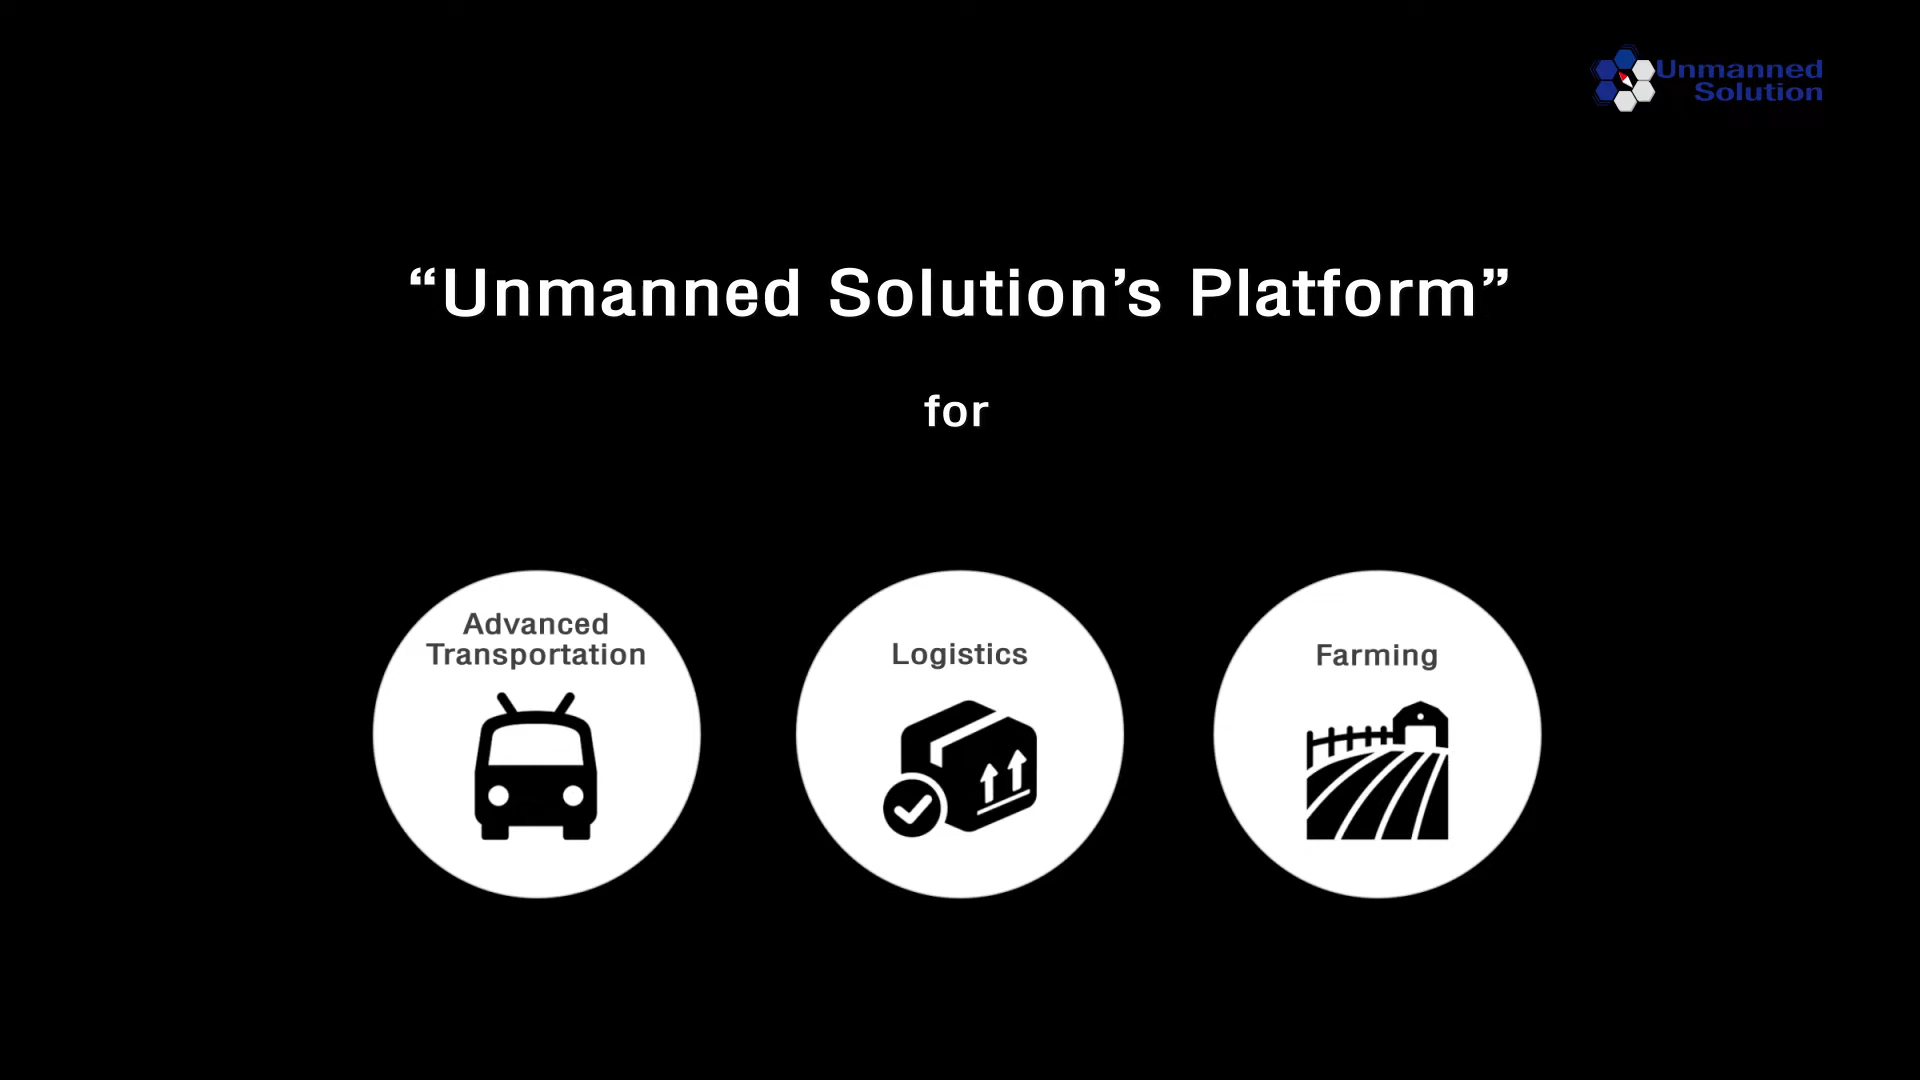 Unmanned
Solution
“Unmanned Solution’s Platform”
for
Advanced
Transportation
Logistics
Farming